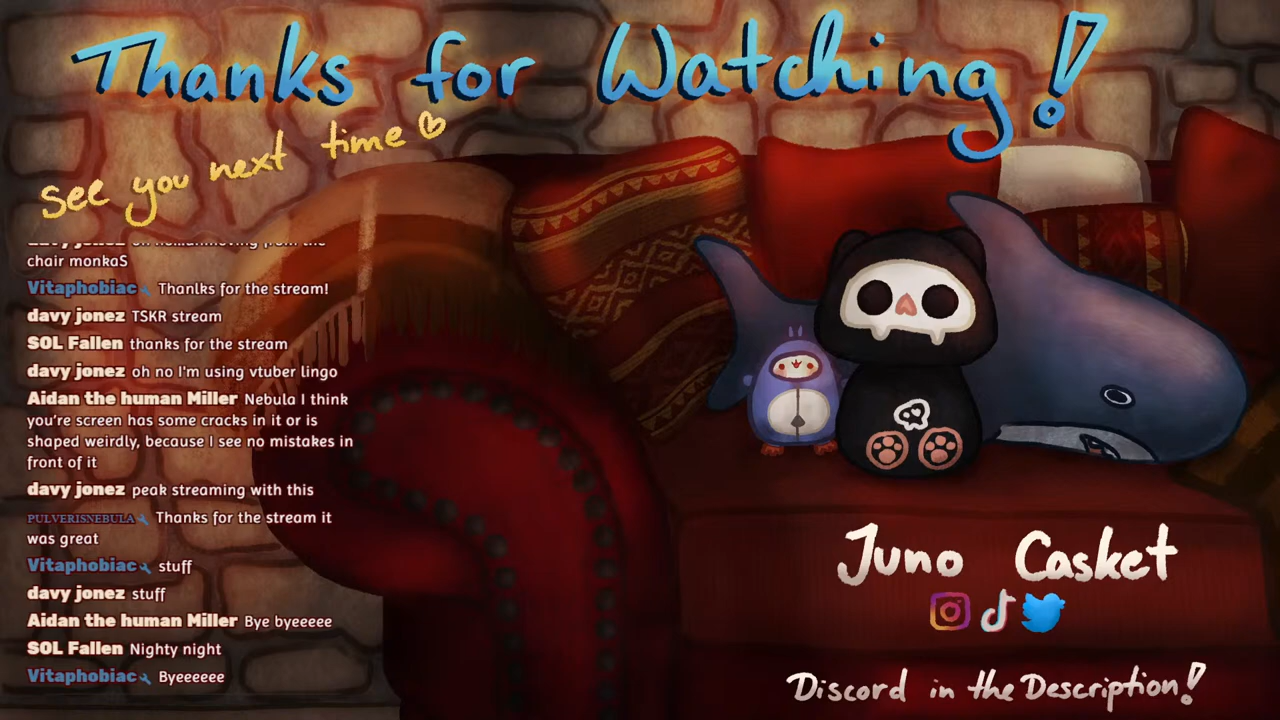 Thanks for Watching!
see you next time
davy jonez
chair monkaS
Vitaphobiac Thanlks for the stream!
davy jonez TSKR stream
SOL Fallen thanks for the stream
davy jonez oh no I'm using vtuber lingo
Aidan the human Miller Nebula I think
you're screen has some cracks in it or is
shaped weirdly, because I see no mistakes in
front of it
davy jonez peak streaming with this
PULVERISNEBULA Thanks for the stream it
was great
Vitaphobiac stuff
davy jonez stuff
Aidan the human Miller Bye byeeeee
SOL Fallen Nighty night
Vitaphobiac Byeeeeee
Juno Casket
Discord in the Description!